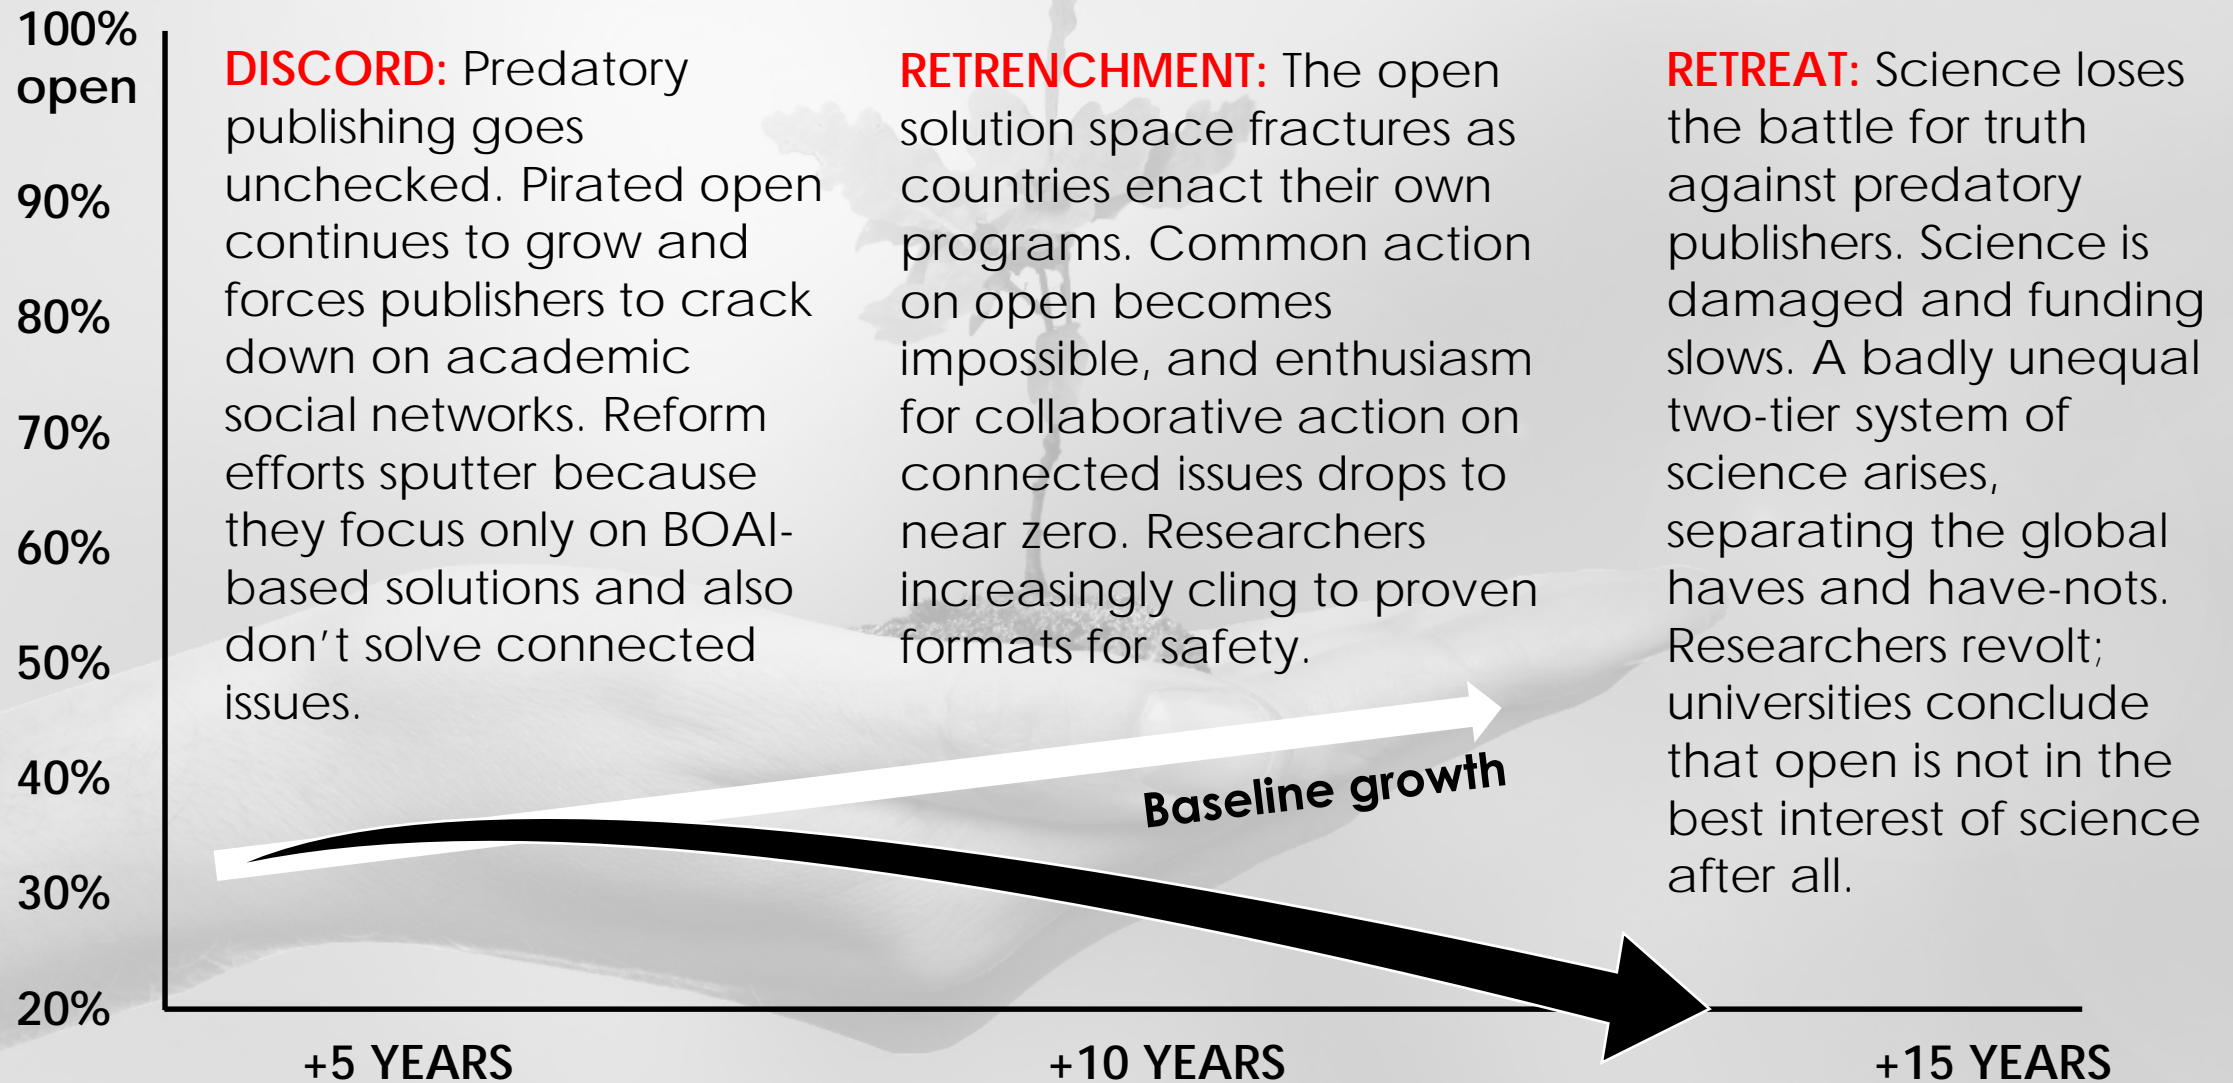 100%
open
90%
80%
70%
60%
50%
40%
30%
20%
DISCORD: Predatory
publishing goes
unchecked. Pirated open
continues to grow and
forces publishers to crack
down on academic
social networks. Reform
efforts sputter because
they focus only on BOAI-
based solutions and also
don't solve connected
issues.
RETRENCHMENT: The open
solution space fractures as
countries enact their own
programs. Common action
on open becomes
impossible, and enthusiasm
for collaborative action on
connected issues drops to
near zero. Researchers
increasingly cling to proven
formats for safety.
RETREAT: Science loses
the battle for truth
against predatory
publishers. Science is
damaged and funding
slows. A badly unequal
two-tier system of
science arises,
separating the global
haves and have-nots.
Researchers revolt;
universities conclude
that open is not in the
best interest of science
after all.
Baseline growth
+5 YEARS
+10 YEARS
+15 YEARS